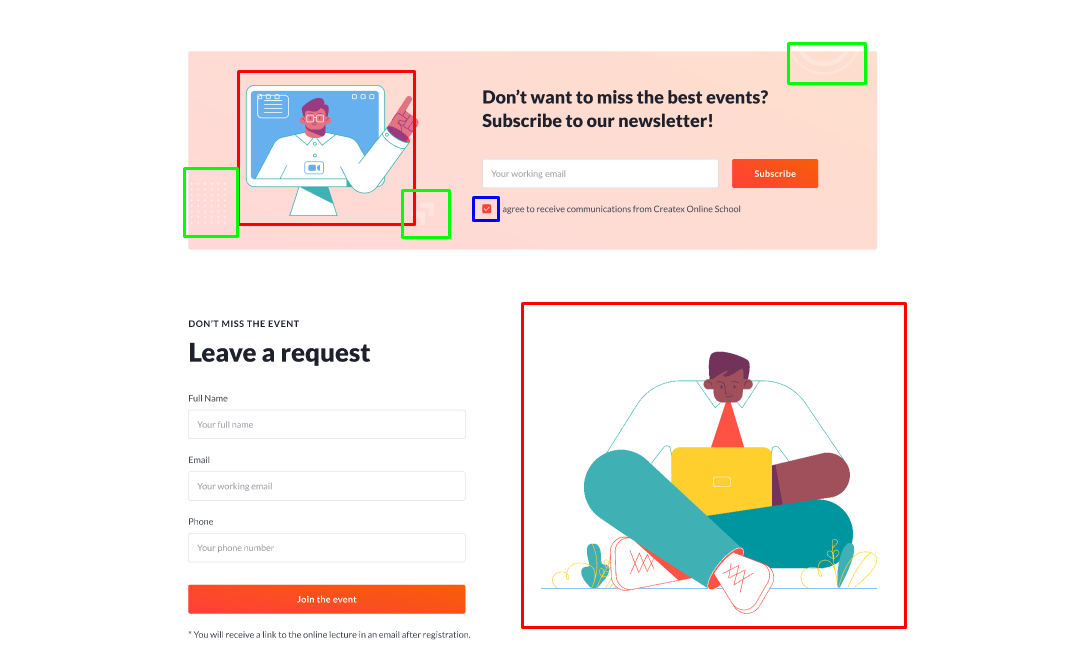 Don't want to miss the best events?
Subscribe to our newsletter!
Your working email
Subscribe
agree to receive communications from Createx Online School
DON'T MISS THE EVENT
Leave a request
Full Name
Your full name
Email
Your working email
Phone
Your phone number
Join the event
* You will receive a link to the online lecture in an email after registration.